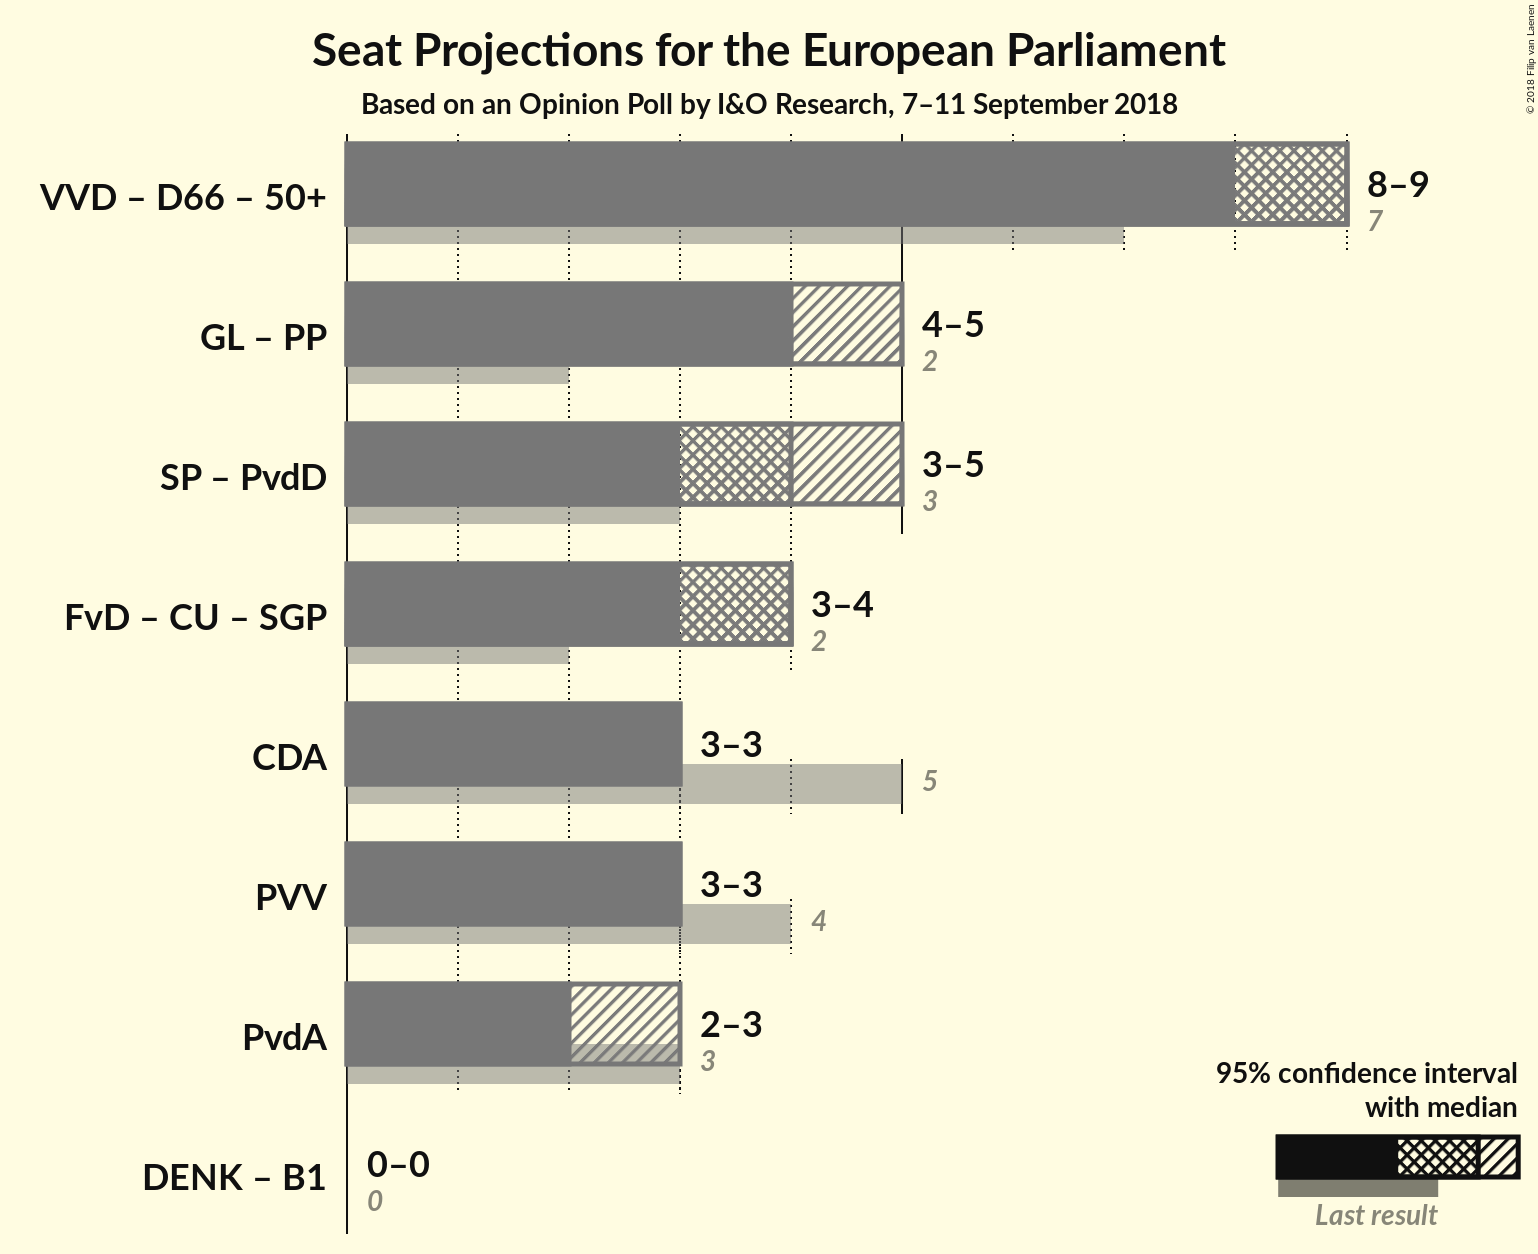 Seat Projections for the European Parliament
Based on an Opinion Poll by I&O Research, 7–11 September 2018
© 2018 Filip van Laenen
VVD – D66 – 50+
8–9
7
GL – PP
4–5
2
SP – PvdD
3–5
3
FvD – CU – SGP
3–4
2
CDA
3–3
5
PVV
3–3
4
PvdA
2–3
3
DENK – B1
0–0
0
95% confidence interval
with median
Last result